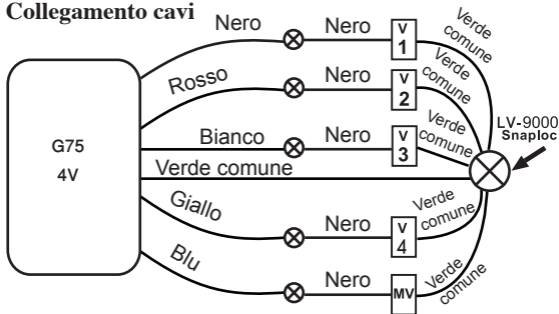 Collegamento cavi
Nero
Nero
V
1
Verde
comune
Rosso
Nero
V
2
Verde
comune
Bianco
Nero
V
3
Verde
comune
LV-9000
Snaploc
G75
4V
Verde comune
Giallo
Nero
V
4
Verde
comune
Blu
Nero
MV
Verde
comune